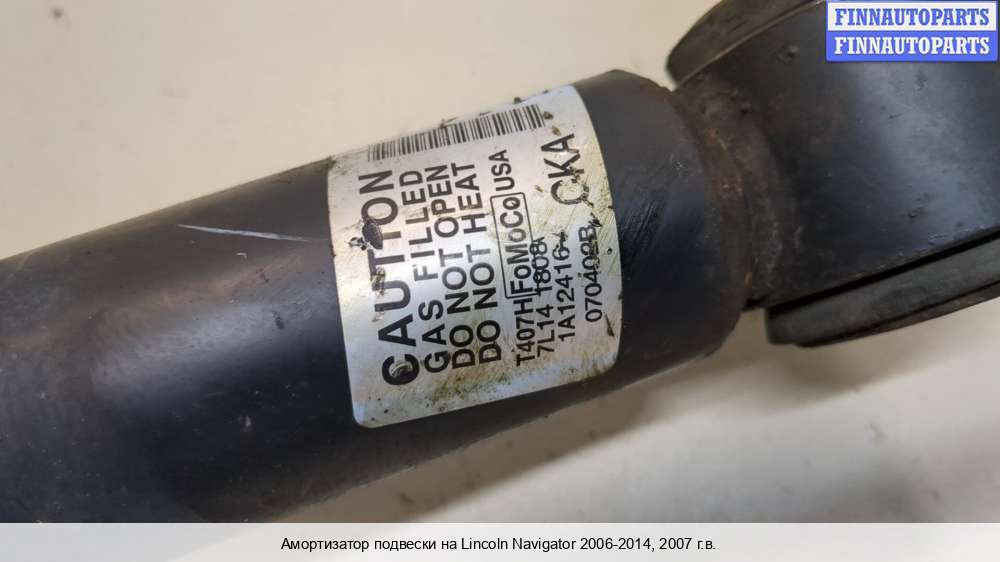 FINNAUTOPARTS
FINNAUTOPARTS
CAUTION
GAS FILLED
DO NOT OPEN
DO NOT HEAT
T407H FoMoCo USA
7L14 1808
1A12416 CKA
070402B
Амортизатор подвески на Lincoln Navigator 2006-2014, 2007 г.в.